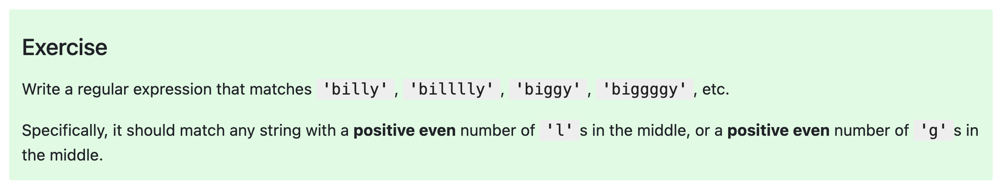 Exercise
Write a regular expression that matches 'billy', 'billlly', 'biggy', 'biggggy', etc.
Specifically, it should match any string with a positive even number of 'l's in the middle, or a positive even number of 'g's in
the middle.